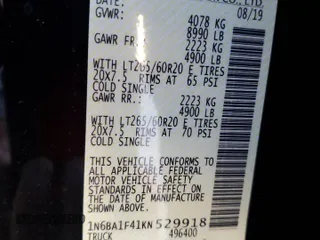 DATE:
CO., LTD.
GVWR: 08/19
4078 KG
8990 LB
GAWR FR.: 2223 KG
4900 LB
WITH LT265/60R20 E TIRES
20X7.5 RIMS AT 65 PSI
COLD SINGLE
GAWR RR.: 2223 KG
4900 LB
WITH LT265/60R20 E TIRES
20X7.5 RIMS AT 70 PSI
COLD SINGLE
THIS VEHICLE CONFORMS TO
ALL APPLICABLE FEDERAL
MOTOR VEHICLE SAFETY
STANDARDS IN EFFECT ON THE
DATE OF MANUFACTURE SHOWN
ABOVE.
1N6BA1F41KN529918
TRUCK 496400